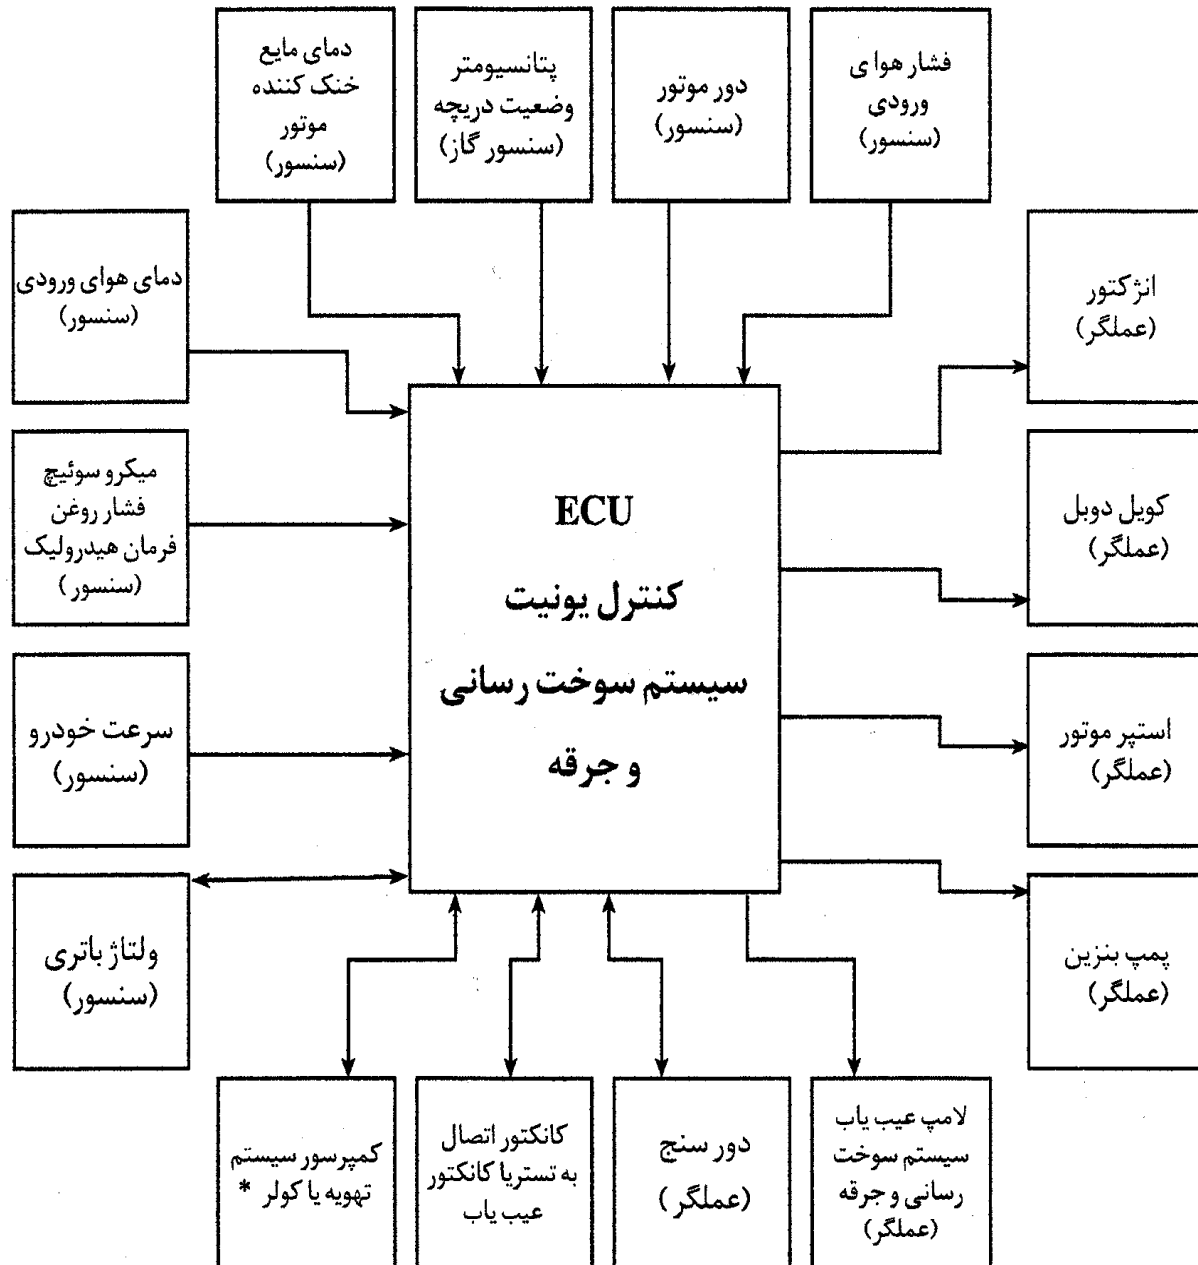 فشار هوا ی
ورودی
(سنسور)
دور موتور
(سنسور)
پتانسیومتر
وضعیت دریچه
(سنسور گاز)
دمای مایع
خنک کننده
موتور
(سنسور)
دمای هوای ورودی
(سنسور)
انژکتور
(عملگر)
میکرو سوئیچ
فشار روغن
فرمان هیدرولیک
(سنسور)
کویل دوبل
(عملگر)
ECU
کنترل یونیت
سیستم سوخت رسانی
و جرقه
سرعت خودرو
(سنسور)
استپر موتور
(عملگر)
ولتاژ باتری
(سنسور)
پمپ بنزین
(عملگر)
لامپ عیب یاب
سیستم سوخت
رسانی و جرقه
(عملگر)
دور سنج
(عملگر)
کانکتور اتصال
به تستر یا کانکتور
عیب یاب
کمپرسور سیستم
تهویه یا کولر *